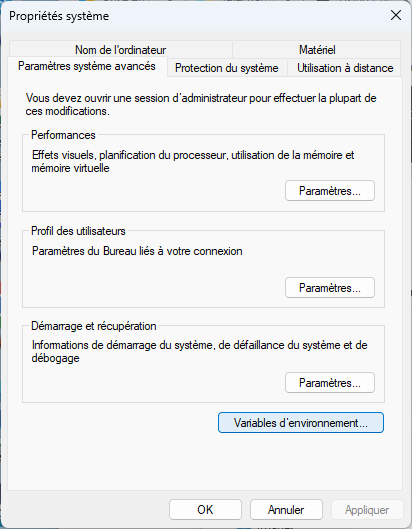 Propriétés système
Nom de l'ordinateur
Matériel
Paramètres système avancés
Protection du système
Utilisation à distance
Vous devez ouvrir une session d'administrateur pour effectuer la plupart de
ces modifications.
Performances
Effets visuels, planification du processeur, utilisation de la mémoire et
mémoire virtuelle
Paramètres...
Profil des utilisateurs
Paramètres du Bureau liés à votre connexion
Paramètres...
Démarrage et récupération
Informations de démarrage du système, de défaillance du système et de
débogage
Paramètres...
Variables d'environnement...
OK
Annuler
Appliquer